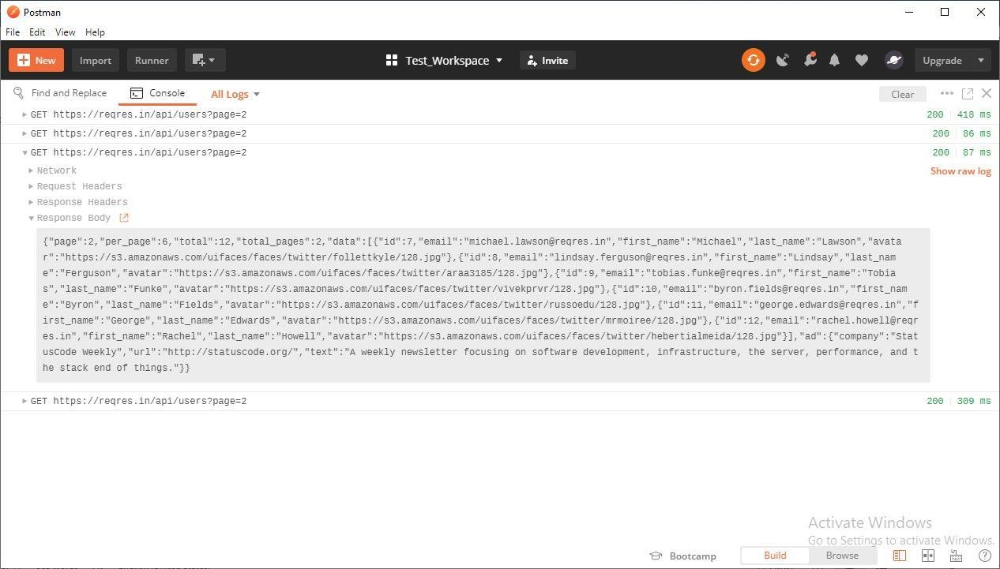 Postman
File Edit View Help
New Import Runner Test_Workspace Invite Upgrade
Find and Replace Console All Logs Clear
GET https://reqres.in/api/users?page=2 200 418 ms
GET https://reqres.in/api/users?page=2 200 86 ms
GET https://reqres.in/api/users?page=2 200 87 ms
Network Show raw log
Request Headers
Response Headers
Response Body
{"page":2,"per_page":6,"total":12,"total_pages":2,"data":[{"id":7,"email":"michael.lawson@reqres.in","first_name":"Michael","last_name":"Lawson","avata
r":"https://s3.amazonaws.com/uifaces/faces/twitter/follettkyle/128.jpg"},{"id":8,"email":"lindsay.ferguson@reqres.in","first_name":"Lindsay","last_nam
e":"Ferguson","avatar":"https://s3.amazonaws.com/uifaces/faces/twitter/araa3185/128.jpg"},{"id":9,"email":"tobias.funke@reqres.in","first_name":"Tobia
s","last_name":"Funke","avatar":"https://s3.amazonaws.com/uifaces/faces/twitter/vivekprvr/128.jpg"},{"id":10,"email":"byron.fields@reqres.in","first_nam
e":"Byron","last_name":"Fields","avatar":"https://s3.amazonaws.com/uifaces/faces/twitter/russoedu/128.jpg"},{"id":11,"email":"george.edwards@reqres.in","f
irst_name":"George","last_name":"Edwards","avatar":"https://s3.amazonaws.com/uifaces/faces/twitter/mrmoiree/128.jpg"},{"id":12,"email":"rachel.howell@reqr
es.in","first_name":"Rachel","last_name":"Howell","avatar":"https://s3.amazonaws.com/uifaces/faces/twitter/hebertialmeida/128.jpg"}],"ad":{"company":"Stat
usCode Weekly","url":"http://statuscode.org/","text":"A weekly newsletter focusing on software development, infrastructure, the server, performance, and t
he stack end of things."}}
GET https://reqres.in/api/users?page=2 200 309 ms
Activate Windows
Go to Settings to activate Windows.
Bootcamp Build Browse